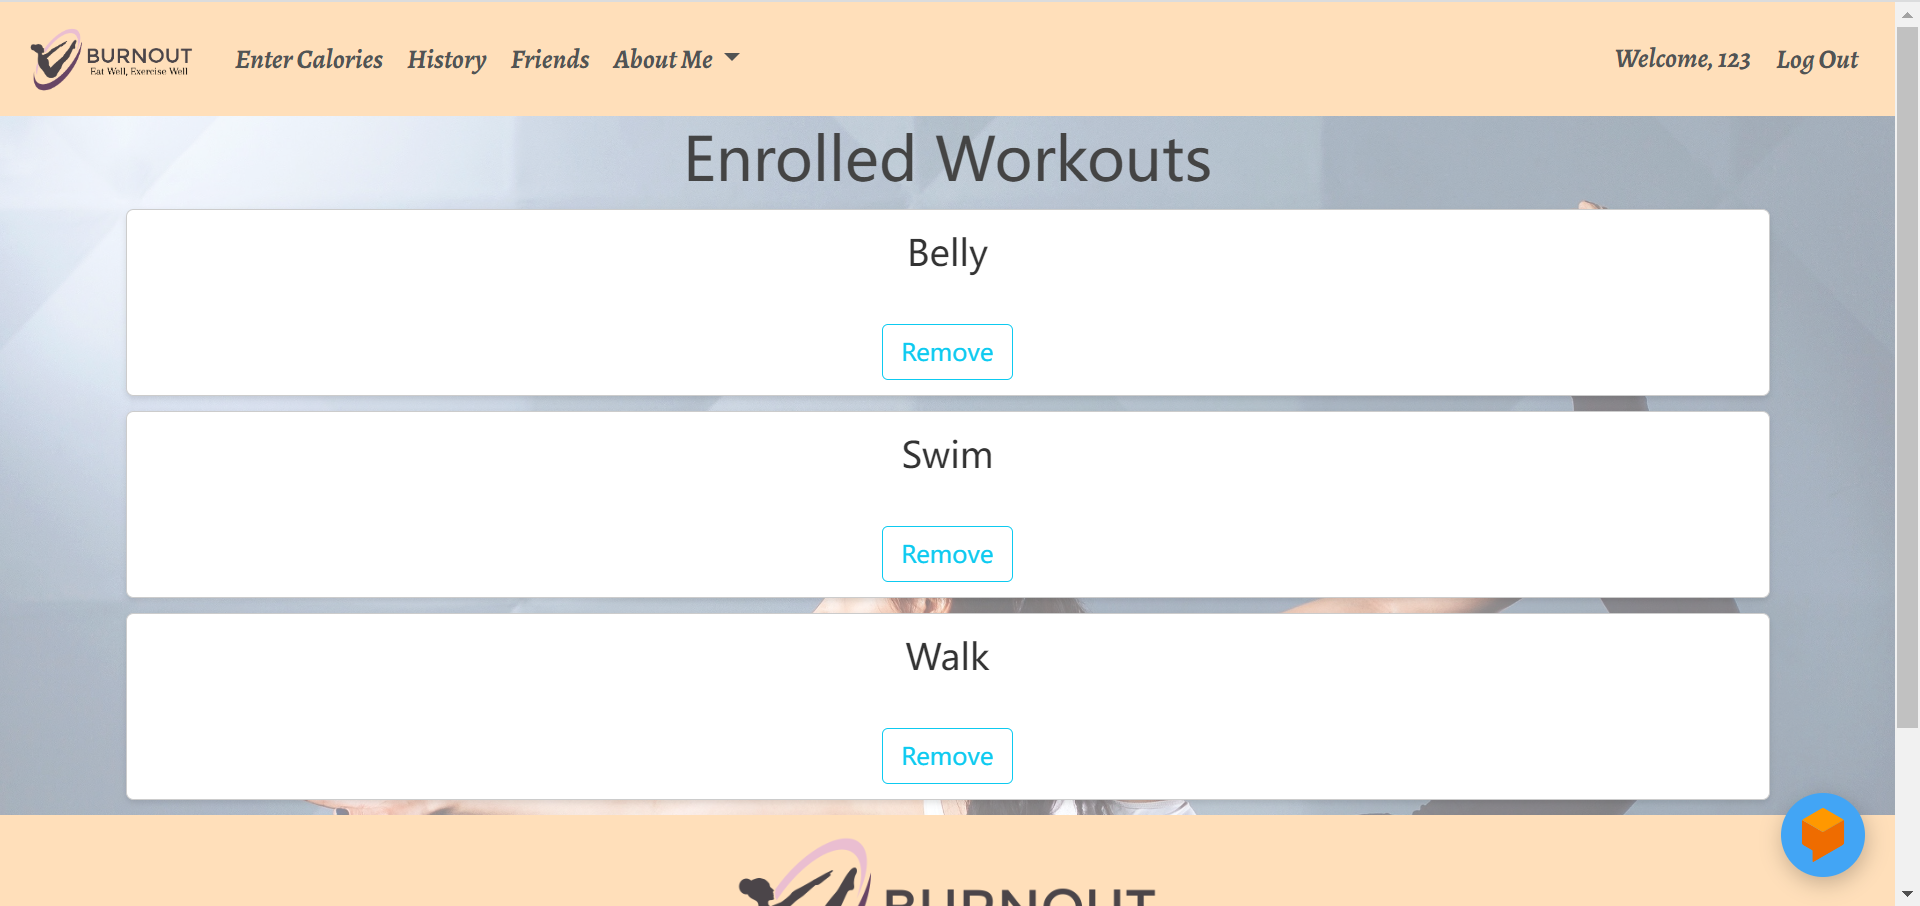 BURNOUT
Eat Well, Exercise Well
Enter Calories History Friends About Me
Welcome, 123 Log Out
Enrolled Workouts
Belly
Remove
Swim
Remove
Walk
Remove
BURNOUT